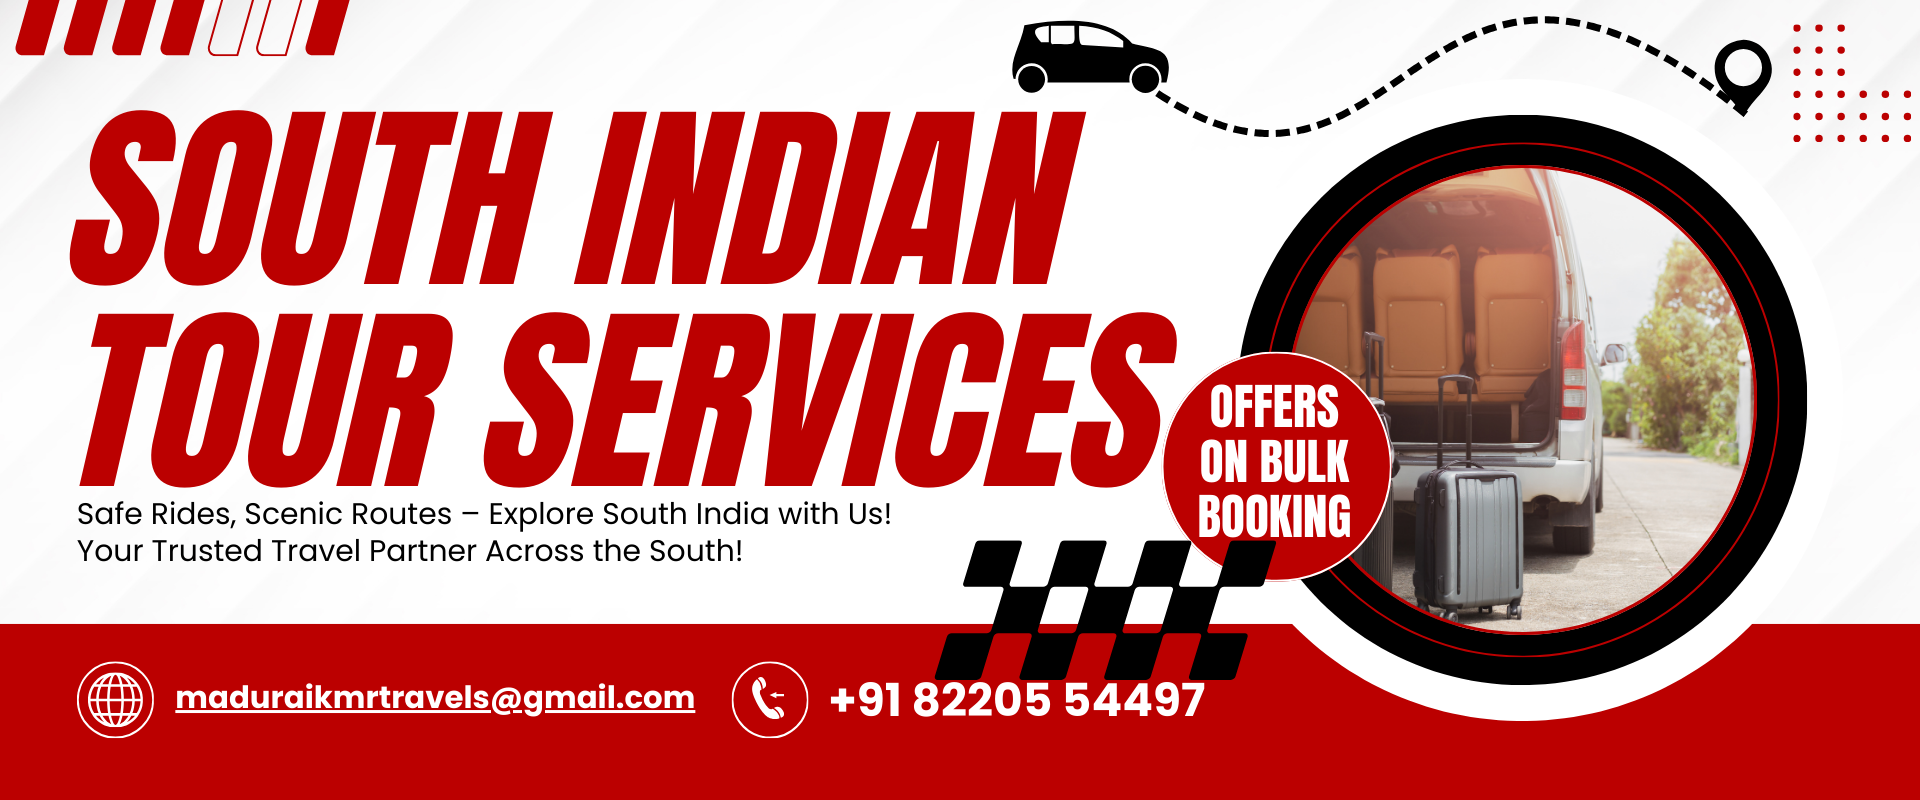 SOUTH INDIAN
TOUR SERVICES
Safe Rides, Scenic Routes – Explore South India with Us!
Your Trusted Travel Partner Across the South!
OFFERS
ON BULK
BOOKING
maduraikmrtravels@gmail.com
+91 82205 54497